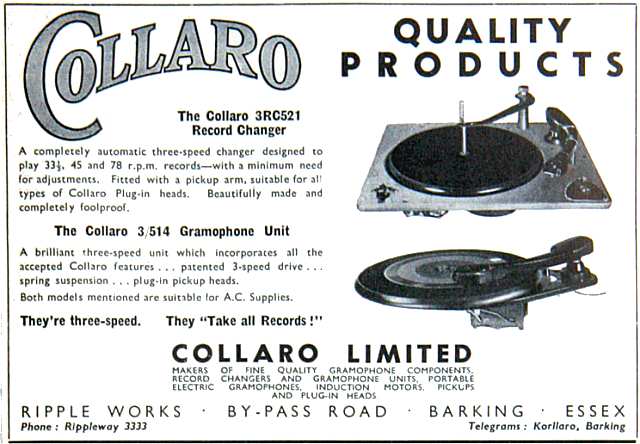 COLLARO
QUALITY
PRODUCTS
The Collaro 3RC521
Record Changer
A completely automatic three-speed changer designed to
play 33⅓, 45 and 78 r.p.m. records—with a minimum need
for adjustments. Fitted with a pickup arm, suitable for all
types of Collaro Plug-in heads. Beautifully made and
completely foolproof.
The Collaro 3/514 Gramophone Unit
A brilliant three-speed unit which incorporates all the
accepted Collaro features . . . patented 3-speed drive . . .
spring suspension . . . plug-in pickup heads.
Both models mentioned are suitable for A.C. Supplies.
They're three-speed. They "Take all Records!"
COLLARO LIMITED
MAKERS OF FINE QUALITY GRAMOPHONE COMPONENTS,
RECORD CHANGERS AND GRAMOPHONE UNITS, PORTABLE
ELECTRIC GRAMOPHONES, INDUCTION MOTORS, PICKUPS
AND PLUG-IN HEADS
RIPPLE WORKS · BY-PASS ROAD · BARKING · ESSEX
Phone : Rippleway 3333 Telegrams : Korllaro, Barking